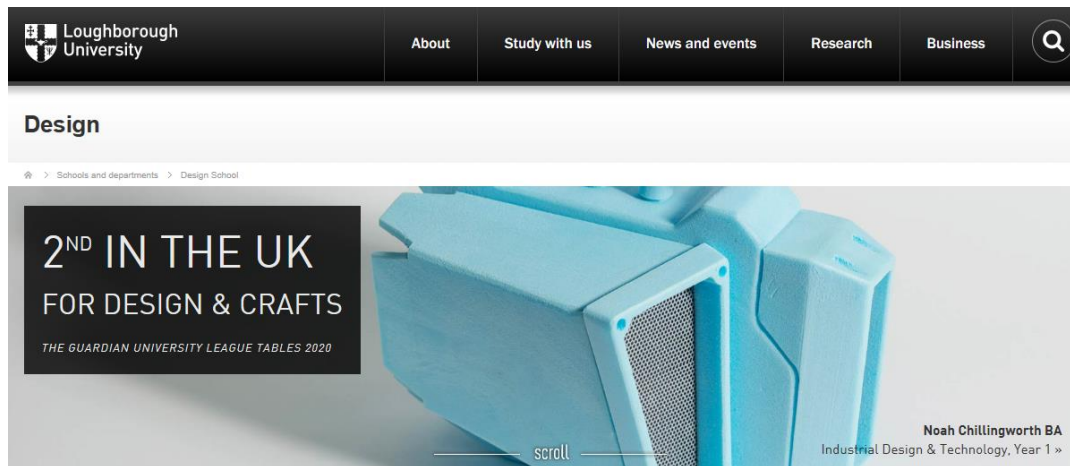 Loughborough
University
About
Study with us
News and events
Research
Business
Design
Schools and departments > Design School
2ND IN THE UK
FOR DESIGN & CRAFTS
THE GUARDIAN UNIVERSITY LEAGUE TABLES 2020
scroll
Noah Chillingworth BA
Industrial Design & Technology, Year 1 »